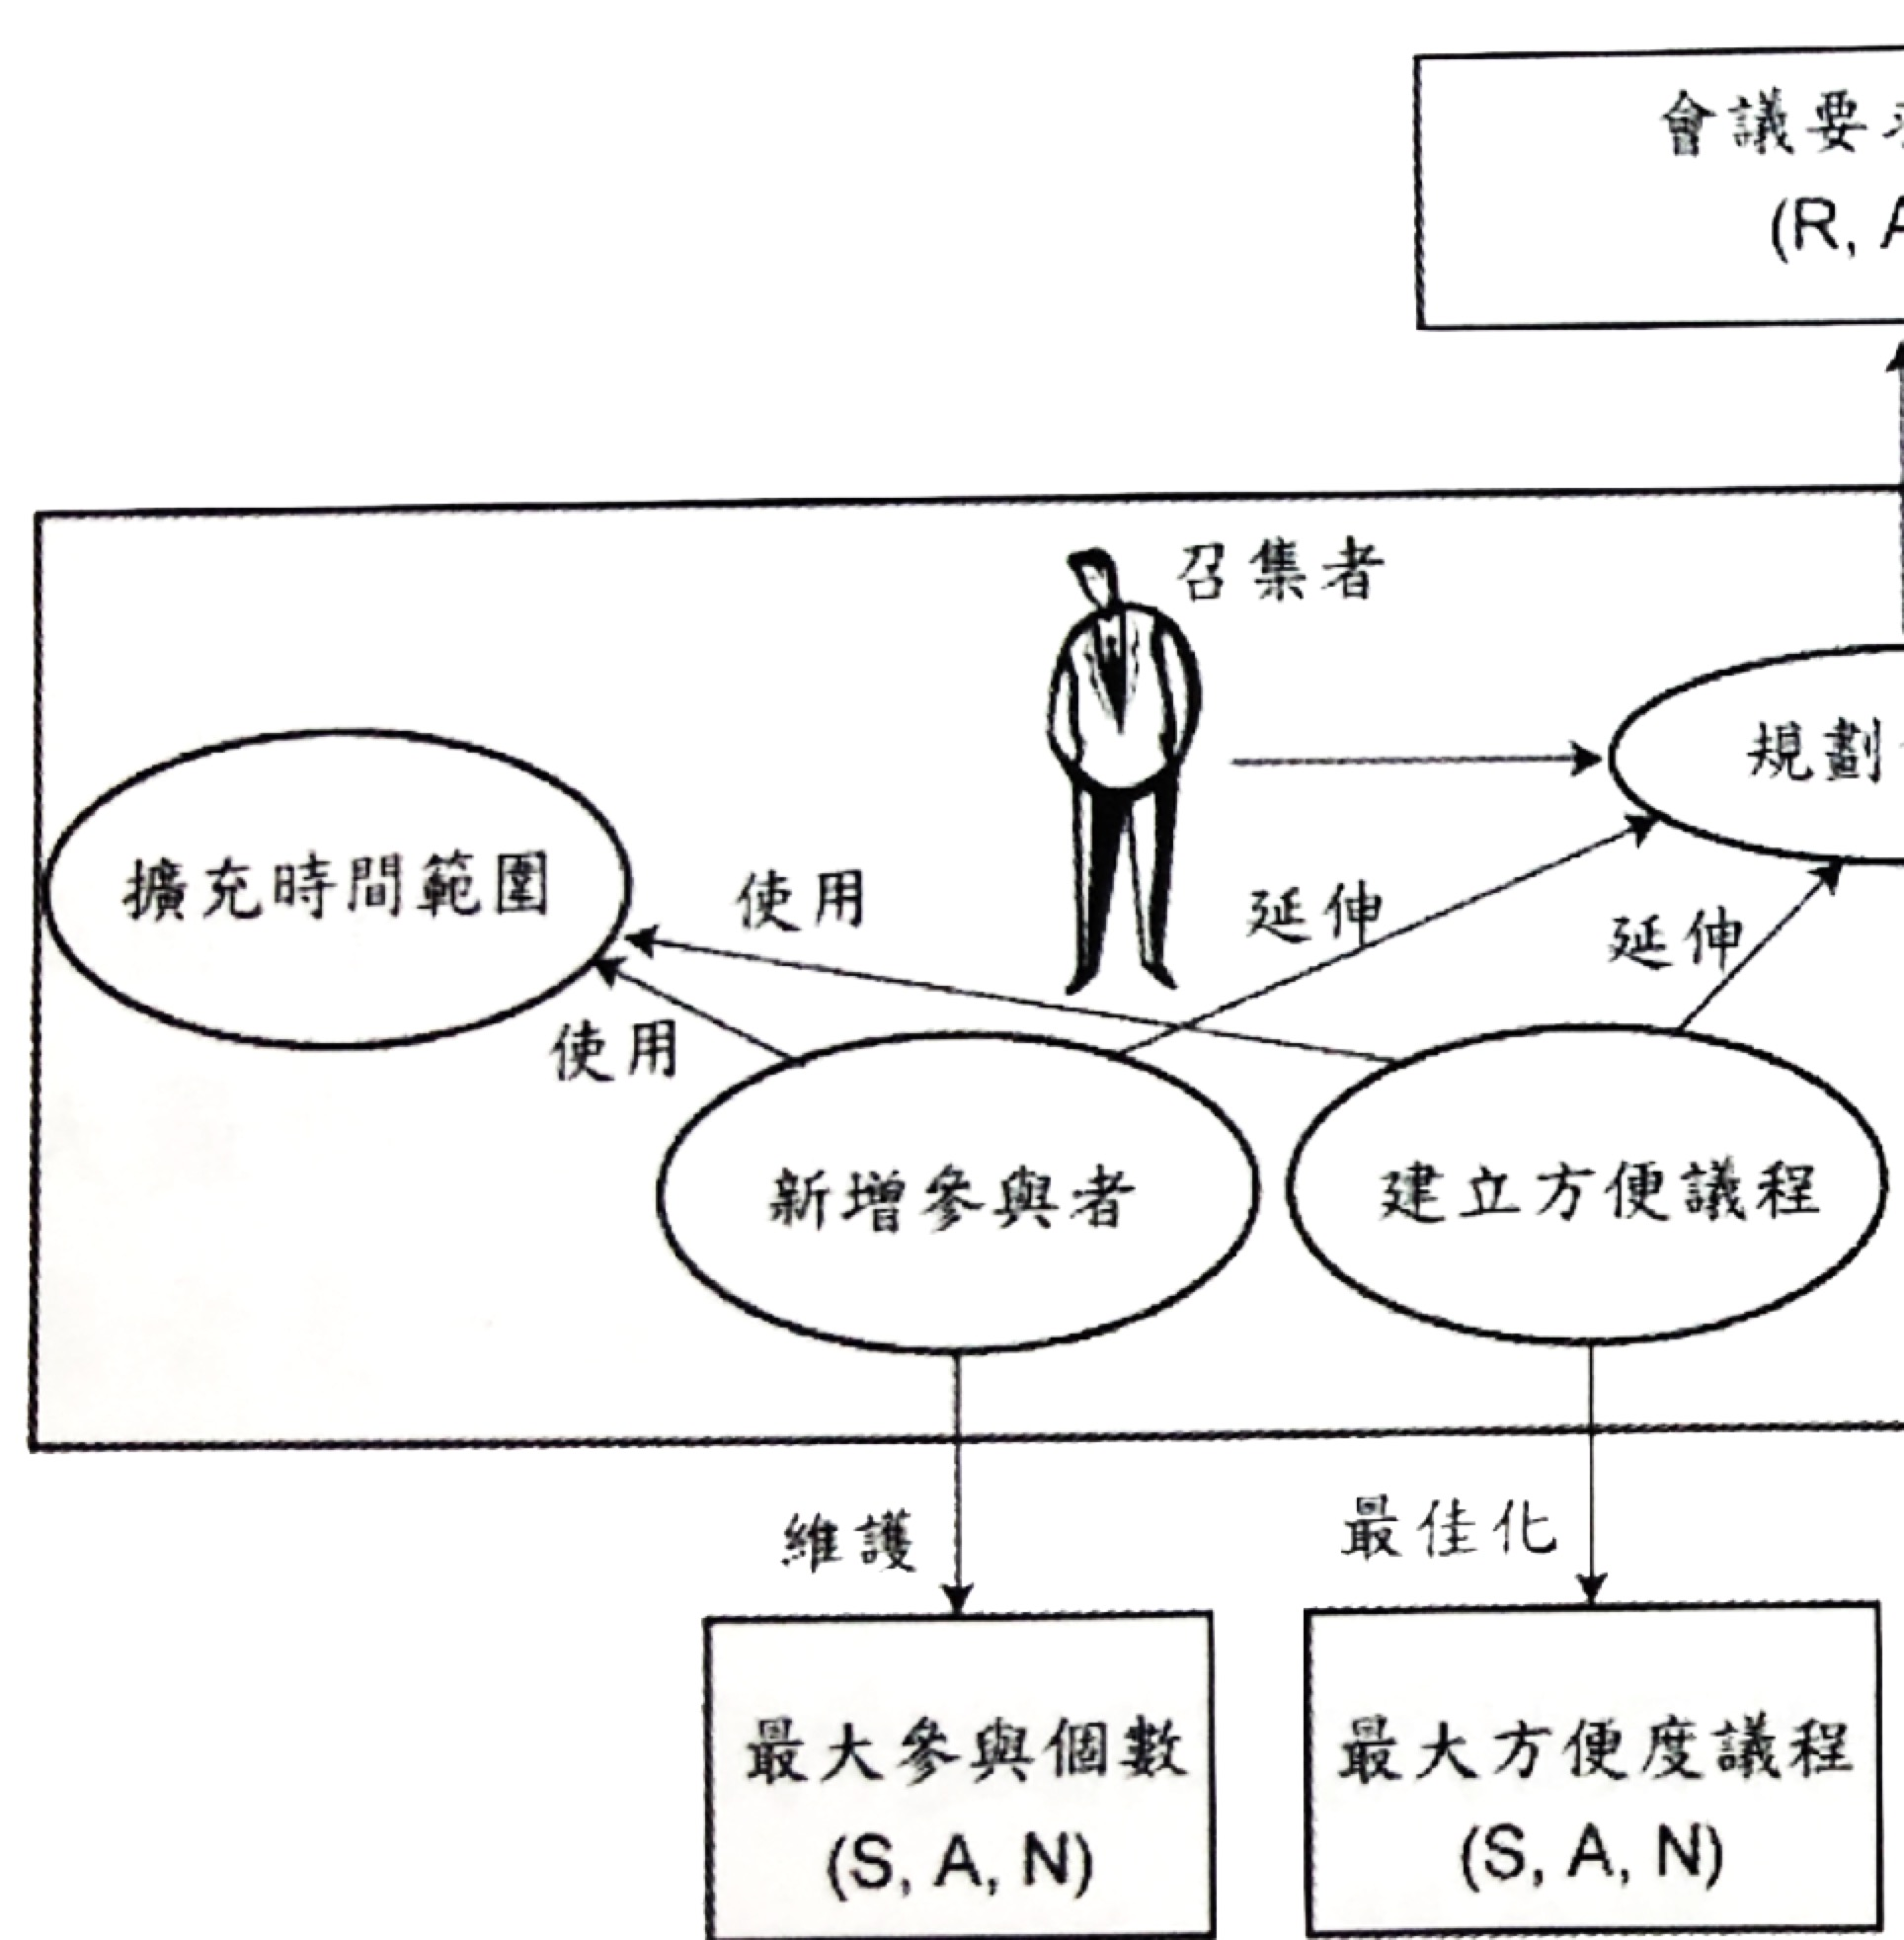 會議要
(R, A
召集者
規劃
擴充時間範圍
使用
延伸
延伸
使用
新增參與者
建立方便議程
維護
最佳化
最大參與個數
(S, A, N)
最大方便度議程
(S, A, N)